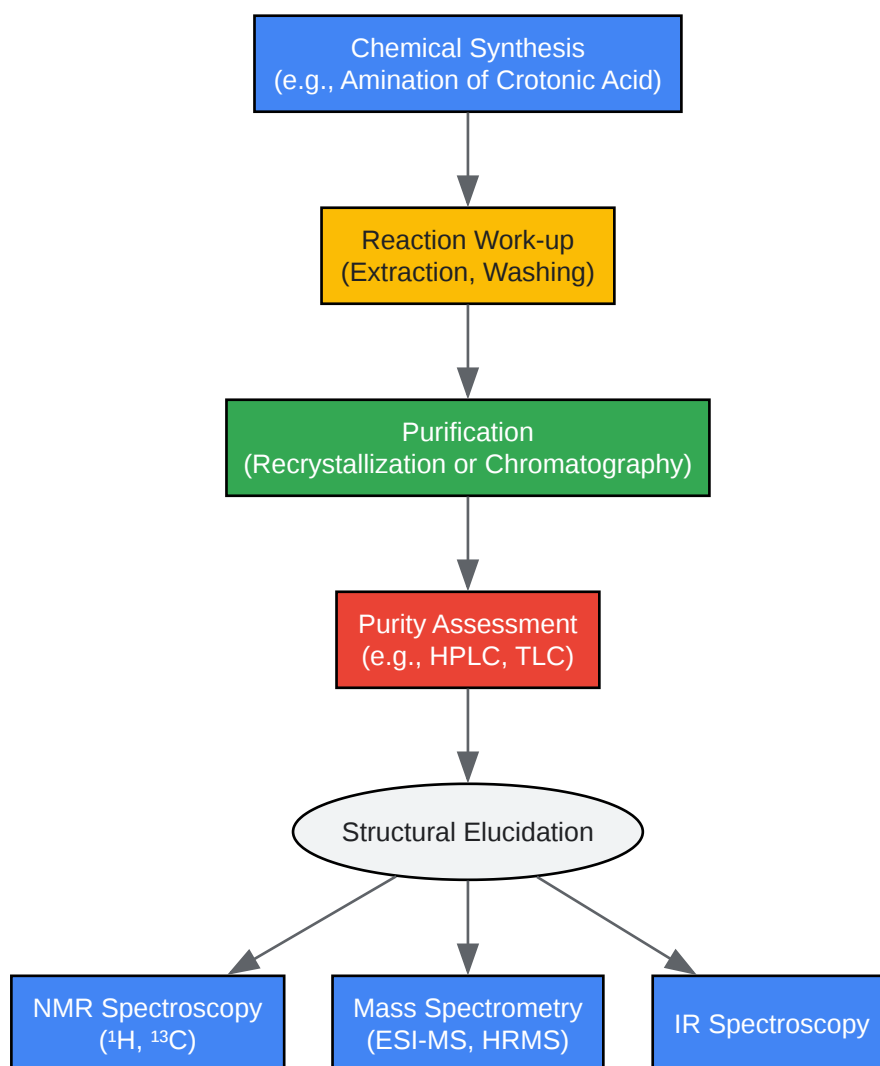 Chemical Synthesis
(e.g., Amination of Crotonic Acid)
Reaction Work-up
(Extraction, Washing)
Purification
(Recrystallization or Chromatography)
Purity Assessment
(e.g., HPLC, TLC)
Structural Elucidation
NMR Spectroscopy
(¹H, ¹³C)
Mass Spectrometry
(ESI-MS, HRMS)
IR Spectroscopy